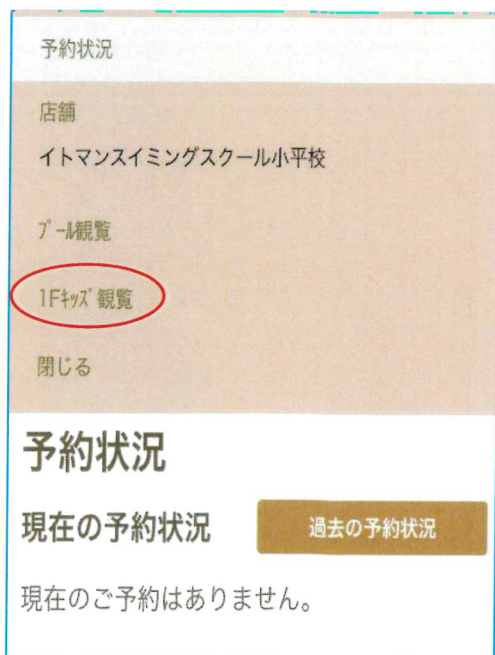 予約状況
店舗
イトマンスイミングスクール小平校
プール観覧
1Fキッズ観覧
閉じる
予約状況
現在の予約状況
過去の予約状況
現在のご予約はありません。